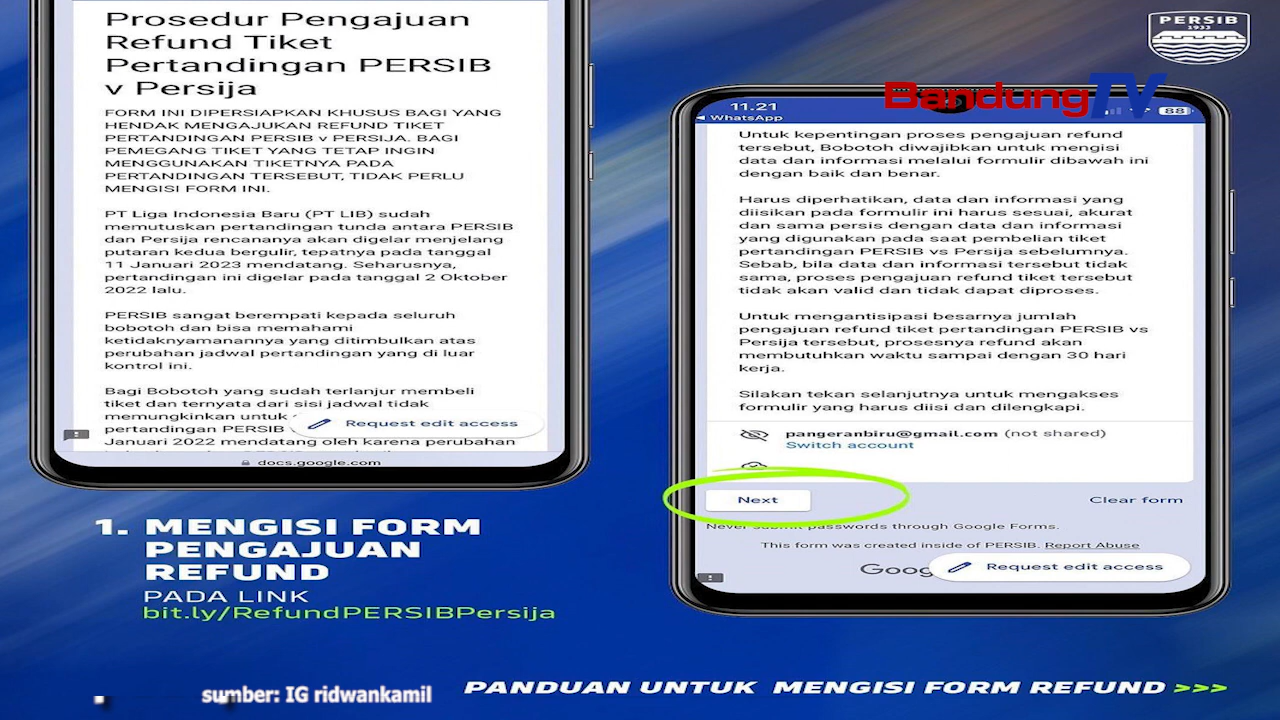 Prosedur Pengajuan
Refund Tiket
Pertandingan PERSIB
v Persija
FORM INI DIPERSIAPKAN KHUSUS BAGI YANG
HENDAK MENGAJUKAN REFUND TIKET
PERTANDINGAN PERSIB v PERSIJA. BAGI
PEMEGANG TIKET YANG TETAP INGIN
MENGGUNAKAN TIKETNYA PADA
PERTANDINGAN TERSEBUT, TIDAK PERLU
MENGISI FORM INI.
PT Liga Indonesia Baru (PT LIB) sudah
memutuskan pertandingan tunda antara PERSIB
dan Persija rencananya akan digelar menjelang
putaran kedua bergulir, tepatnya pada tanggal
11 Januari 2023 mendatang. Seharusnya,
pertandingan ini digelar pada tanggal 2 Oktober
2022 lalu.
PERSIB sangat berempati kepada seluruh
bobotoh dan bisa memahami
ketidaknyamanannya yang ditimbulkan atas
perubahan jadwal pertandingan yang di luar
kontrol ini.
Bagi Bobotoh yang sudah terlanjur membeli
tiket dan ternyata dari sisi jadwal tidak
memungkinkan untuk
pertandingan PERSIB
Request edit access
Januari 2022 mendatang oleh karena perubahan
docs.google.com
1. MENGISI FORM
PENGAJUAN
REFUND
PADA LINK
bit.ly/RefundPERSIBPersija
PERSIB
1933
BandungTV
11.21
88
WhatsApp
Untuk kepentingan proses pengajuan refund
tersebut, Bobotoh diwajibkan untuk mengisi
data dan informasi melalui formulir dibawah ini
dengan baik dan benar.
Harus diperhatikan, data dan informasi yang
diisikan pada formulir ini harus sesuai, akurat
dan sama persis dengan data dan informasi
yang digunakan pada saat pembelian tiket
pertandingan PERSIB vs Persija sebelumnya.
Sebab, bila data dan informasi tersebut tidak
sama, proses pengajuan refund tiket tersebut
tidak akan valid dan tidak dapat diproses.
Untuk mengantisipasi besarnya jumlah
pengajuan refund tiket pertandingan PERSIB vs
Persija tersebut, prosesnya refund akan
membutuhkan waktu sampai dengan 30 hari
kerja.
Silakan tekan selanjutnya untuk mengakses
formulir yang harus diisi dan dilengkapi.
pangeranbiru@gmail.com (not shared)
Switch account
Next
Clear form
Never submit passwords through Google Forms.
This form was created inside of PERSIB. Report Abuse
Goog
Request edit access
sumber: IG ridwankamil
PANDUAN UNTUK MENGISI FORM REFUND >>>